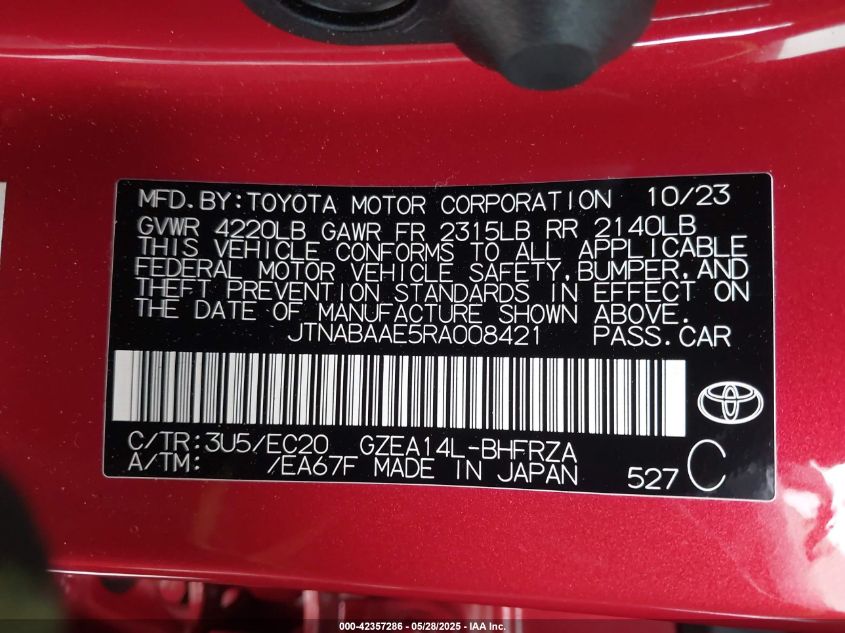 MFD. BY: TOYOTA MOTOR CORPORATION 10/23
GVWR 4220LB GAWR FR 2315LB RR 2140LB
THIS VEHICLE CONFORMS TO ALL APPLICABLE
FEDERAL MOTOR VEHICLE SAFETY, BUMPER, AND
THEFT PREVENTION STANDARDS IN EFFECT ON
THE DATE OF MANUFACTURE SHOWN ABOVE.
JTNABAAE5RA008421 PASS. CAR
C/TR: 3U5/EC20 GZEA14L-BHFRZA
A/TM: /EA67F MADE IN JAPAN 527 C
000-42357286 - 05/28/2025 - IAA Inc.